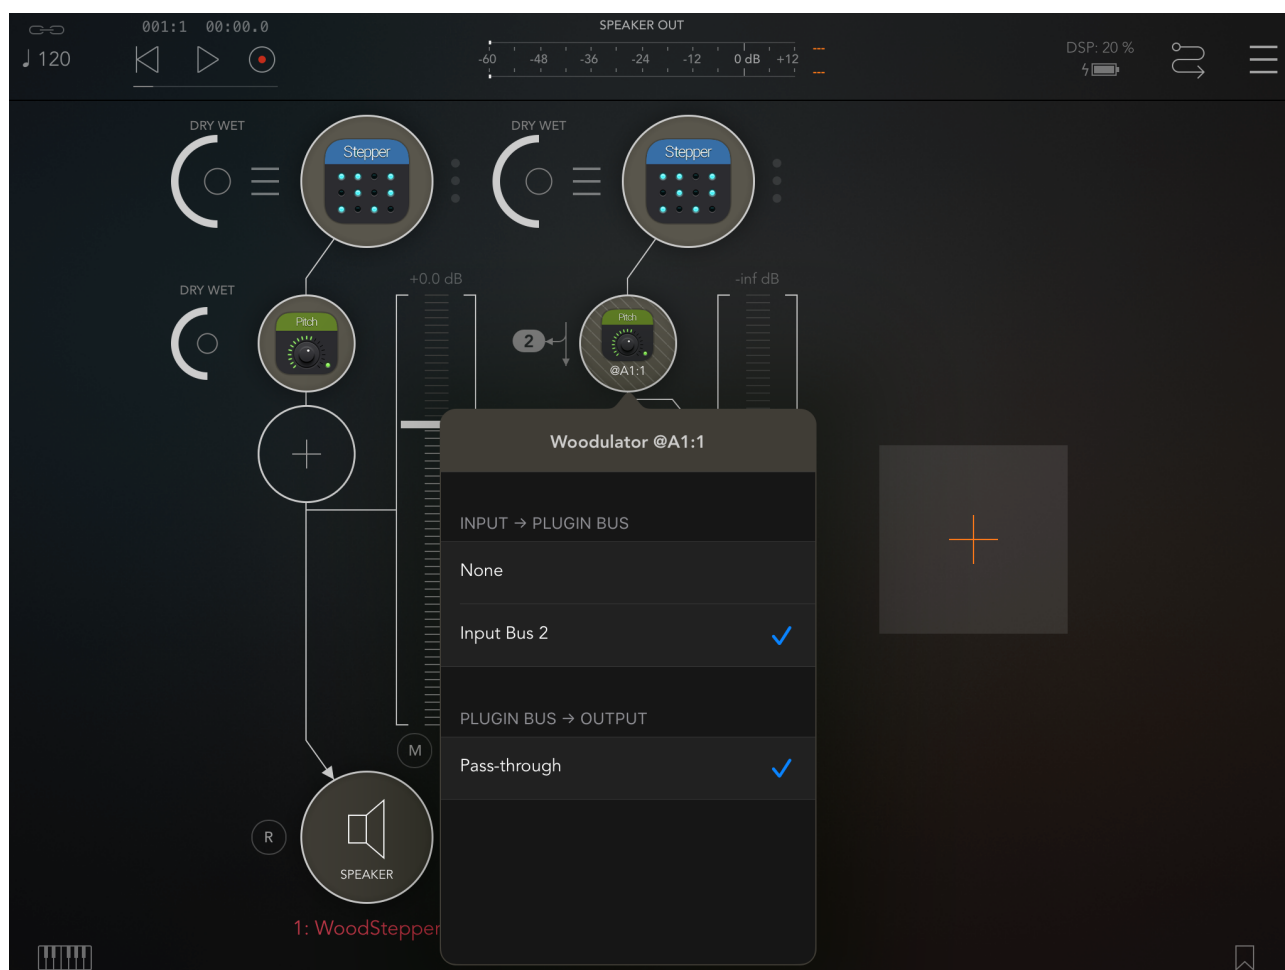 001:1 00:00.0
SPEAKER OUT
120
-60 -48 -36 -24 -12 0 dB +12
---
---
DSP: 20 %
DRY WET
Stepper
DRY WET
Stepper
+0.0 dB
-inf dB
DRY WET
Pitch
2
Pitch
@A1:1
Woodulator @A1:1
INPUT → PLUGIN BUS
None
Input Bus 2
PLUGIN BUS → OUTPUT
Pass-through
M
R
SPEAKER
1: WoodStepper